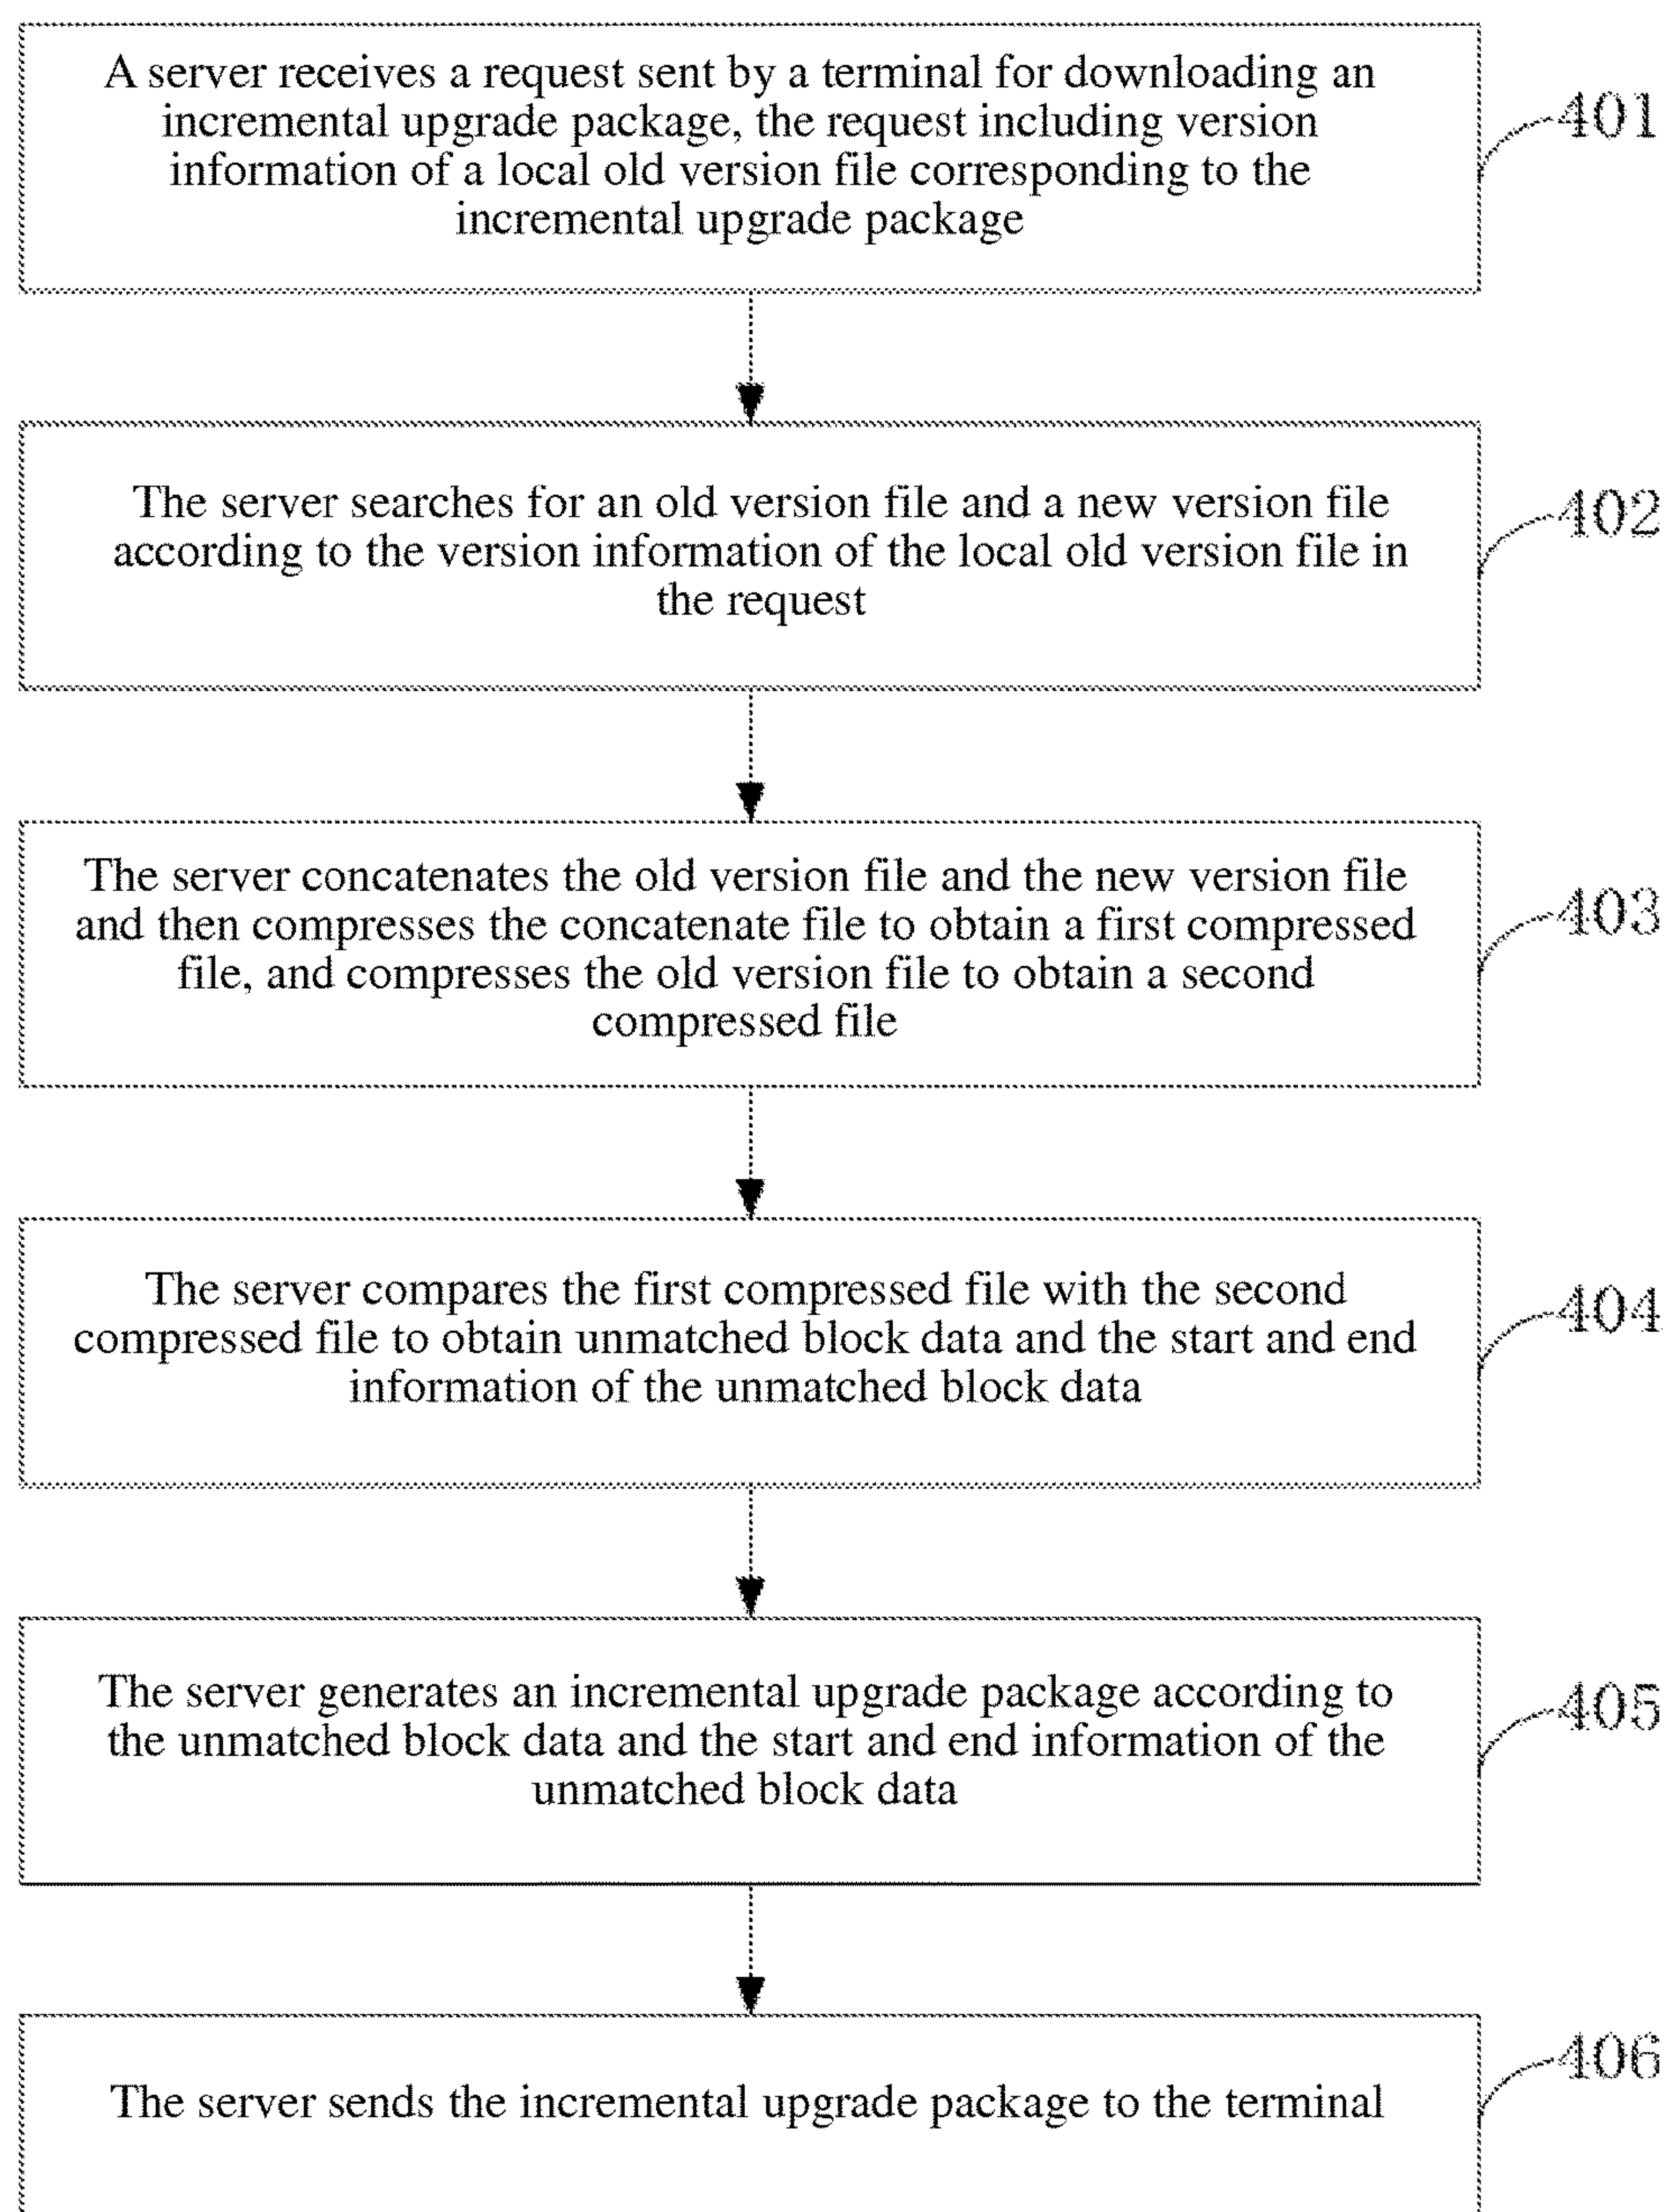 A server receives a request sent by a terminal for downloading an
incremental upgrade package, the request including version
information of a local old version file corresponding to the
incremental upgrade package
401
The server searches for an old version file and a new version file
according to the version information of the local old version file in
the request
402
The server concatenates the old version file and the new version file
and then compresses the concatenate file to obtain a first compressed
file, and compresses the old version file to obtain a second
compressed file
403
The server compares the first compressed file with the second
compressed file to obtain unmatched block data and the start and end
information of the unmatched block data
404
The server generates an incremental upgrade package according to
the unmatched block data and the start and end information of the
unmatched block data
405
The server sends the incremental upgrade package to the terminal
406